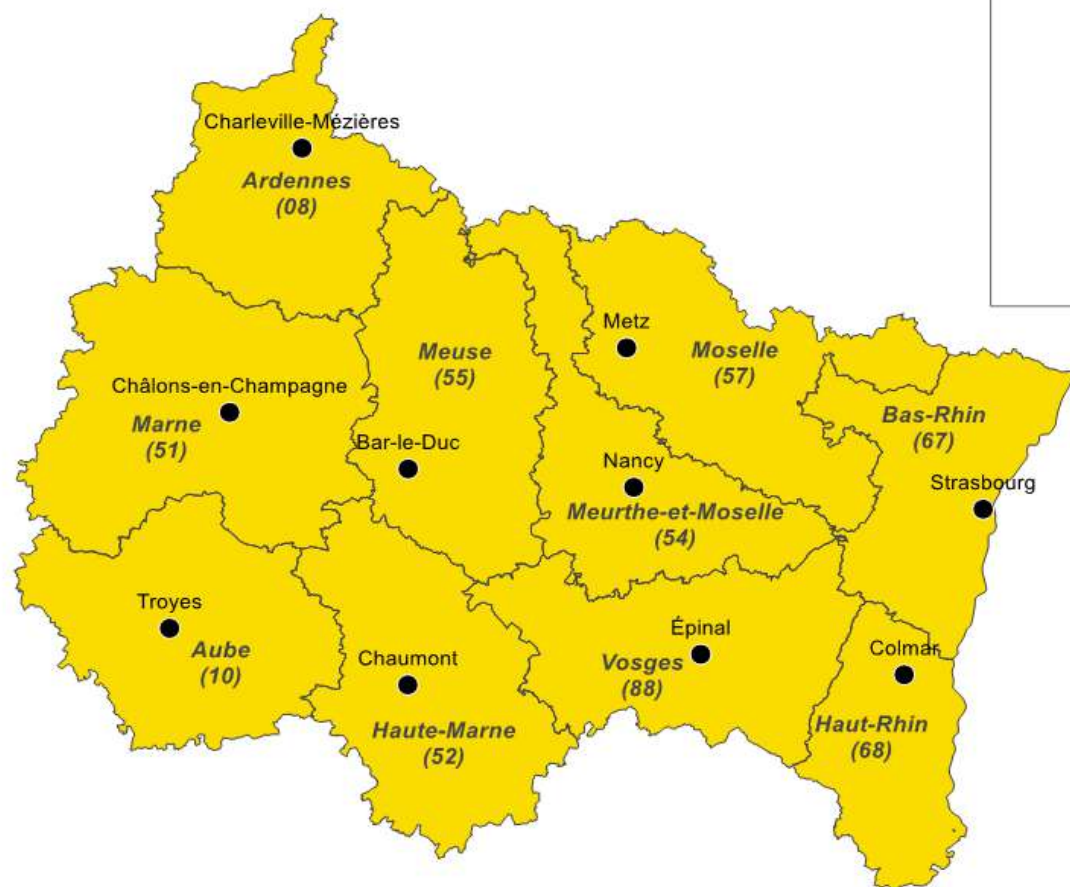 Charleville-Mézières
Ardennes
(08)
Metz
Meuse
(55)
Moselle
(57)
Châlons-en-Champagne
Marne
(51)
Bas-Rhin
(67)
Bar-le-Duc
Nancy
Strasbourg
Meurthe-et-Moselle
(54)
Troyes
Aube
(10)
Chaumont
Épinal
Vosges
(88)
Colmar
Haute-Marne
(52)
Haut-Rhin
(68)